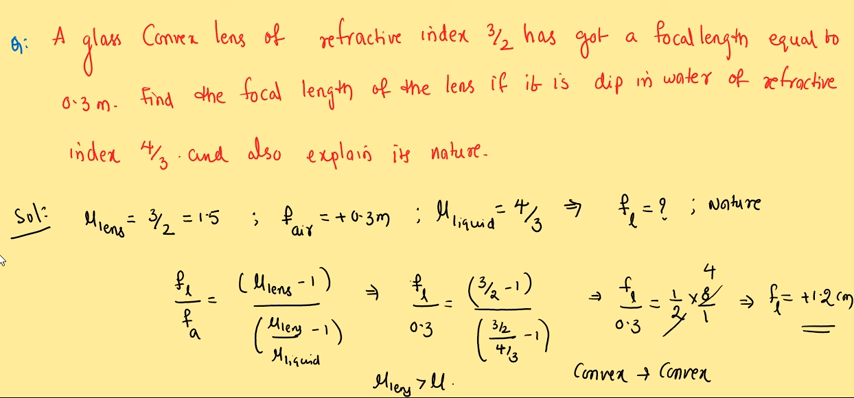 Q: A glass Convex lens of refractive index 3/2 has got a focal length equal to
0.3 m. Find the focal length of the lens if it is dip in water of refractive
index 4/3. and also explain its nature.
Sol: μlens = 3/2 = 1.5 ; fair = +0.3m ; μliquid = 4/3 ⇒ fl = ? ; Nature
fl/fa = (μlens - 1)/(μlens/μliquid - 1) ⇒ fl/0.3 = (3/2 - 1)/((3/2)/(4/3) - 1) ⇒ fl/0.3 = 1/2 × 8/1 4 ⇒ fl = +1.2 cm
μlens > μ. Convex → Convex